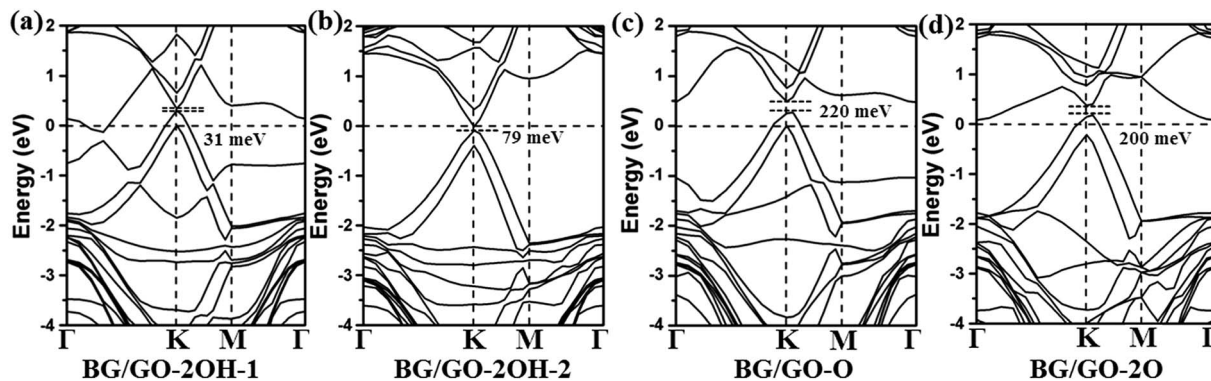 (a)
Energy (eV)
2
1
0
-1
-2
-3
-4
31 meV
Γ K M Γ
BG/GO-2OH-1
(b)
Energy (eV)
2
1
0
-1
-2
-3
-4
79 meV
Γ K M Γ
BG/GO-2OH-2
(c)
Energy (eV)
2
1
0
-1
-2
-3
-4
220 meV
Γ K M Γ
BG/GO-O
(d)
Energy (eV)
2
1
0
-1
-2
-3
-4
200 meV
Γ K M Γ
BG/GO-2O